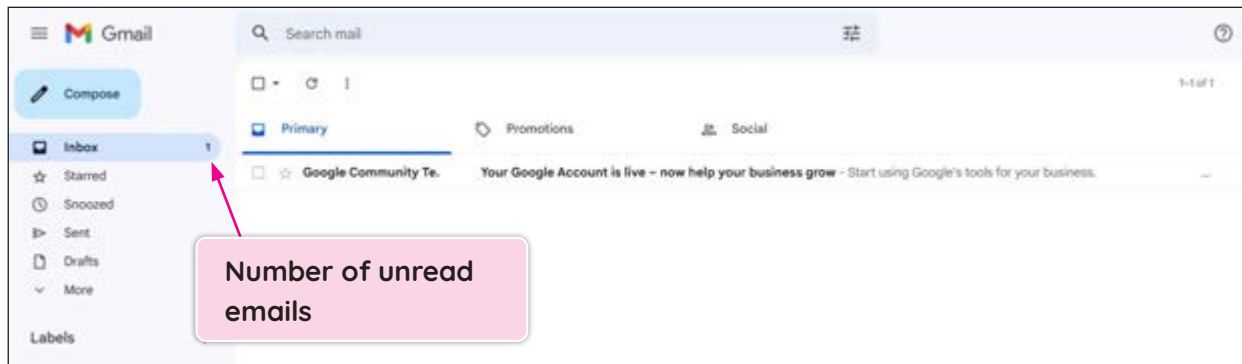 Gmail
Search mail
Compose
1–1 of 1
Primary
Promotions
Social
Inbox 1
Google Community Te. Your Google Account is live – now help your business grow - Start using Google's tools for your business.
Starred
Snoozed
Sent
Drafts
More
Number of unread
emails
Labels